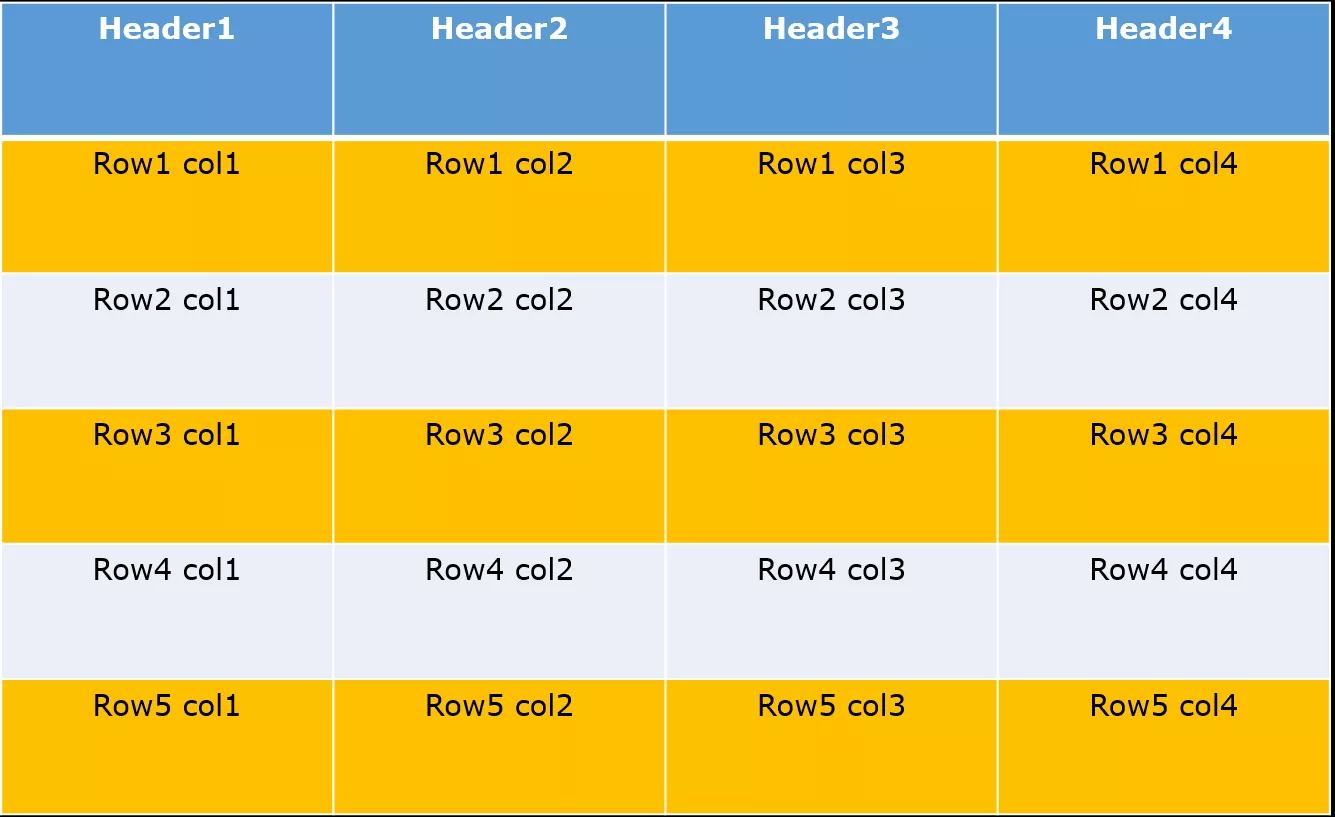 Header1 Header2 Header3 Header4
Row1 col1 Row1 col2 Row1 col3 Row1 col4
Row2 col1 Row2 col2 Row2 col3 Row2 col4
Row3 col1 Row3 col2 Row3 col3 Row3 col4
Row4 col1 Row4 col2 Row4 col3 Row4 col4
Row5 col1 Row5 col2 Row5 col3 Row5 col4